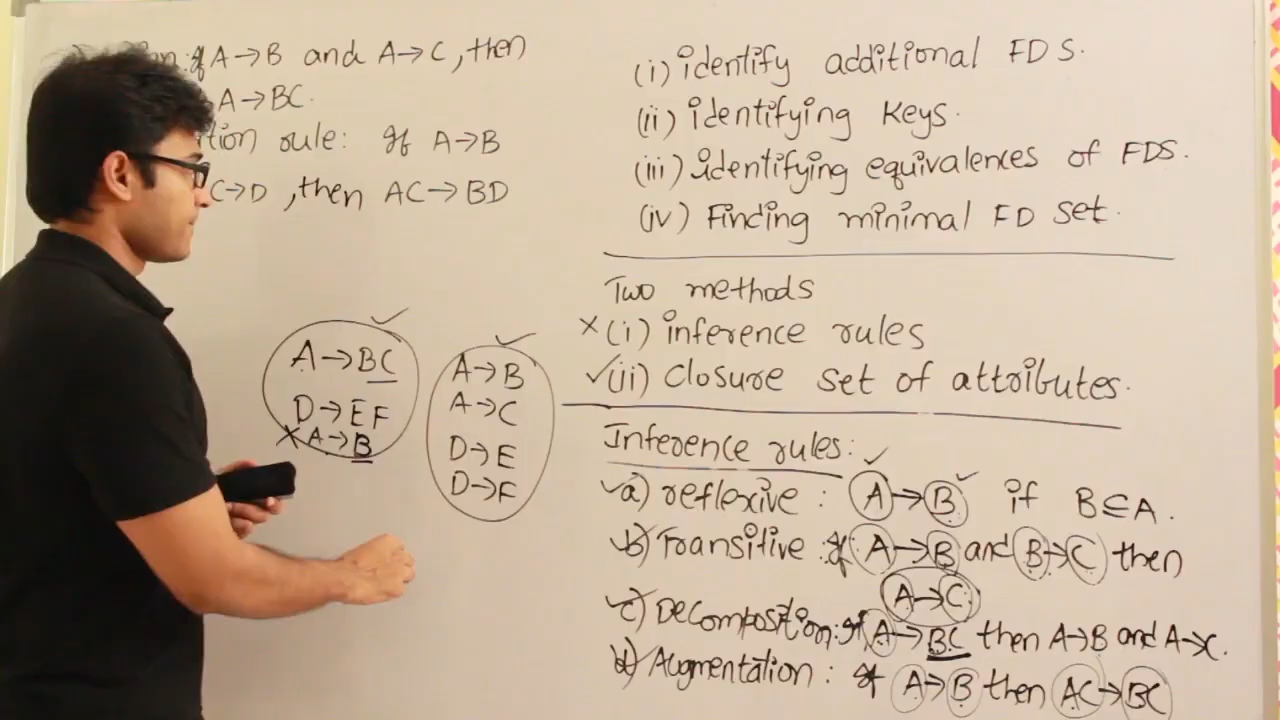 if A→B and A→C, then
A→BC.
rule: if A→B
C→D, then AC→BD
A→BC
D→EF
× A→B
A→B
A→C
D→E
D→F
(i) identify additional FDS.
(ii) identifying Keys.
(iii) identifying equivalences of FDS.
(iv) Finding minimal FD set.
Two methods
×(i) inference rules
✓(ii) Closure set of attributes.
Inference rules: ✓
✓a) reflexive : A→B ✓ if B⊆A.
✓b) Transitive : if A→B and B→C then
A→C
✓c) Decomposition: if A→BC then A→B and A→C.
✓d) Augmentation : if A→B then AC→BC